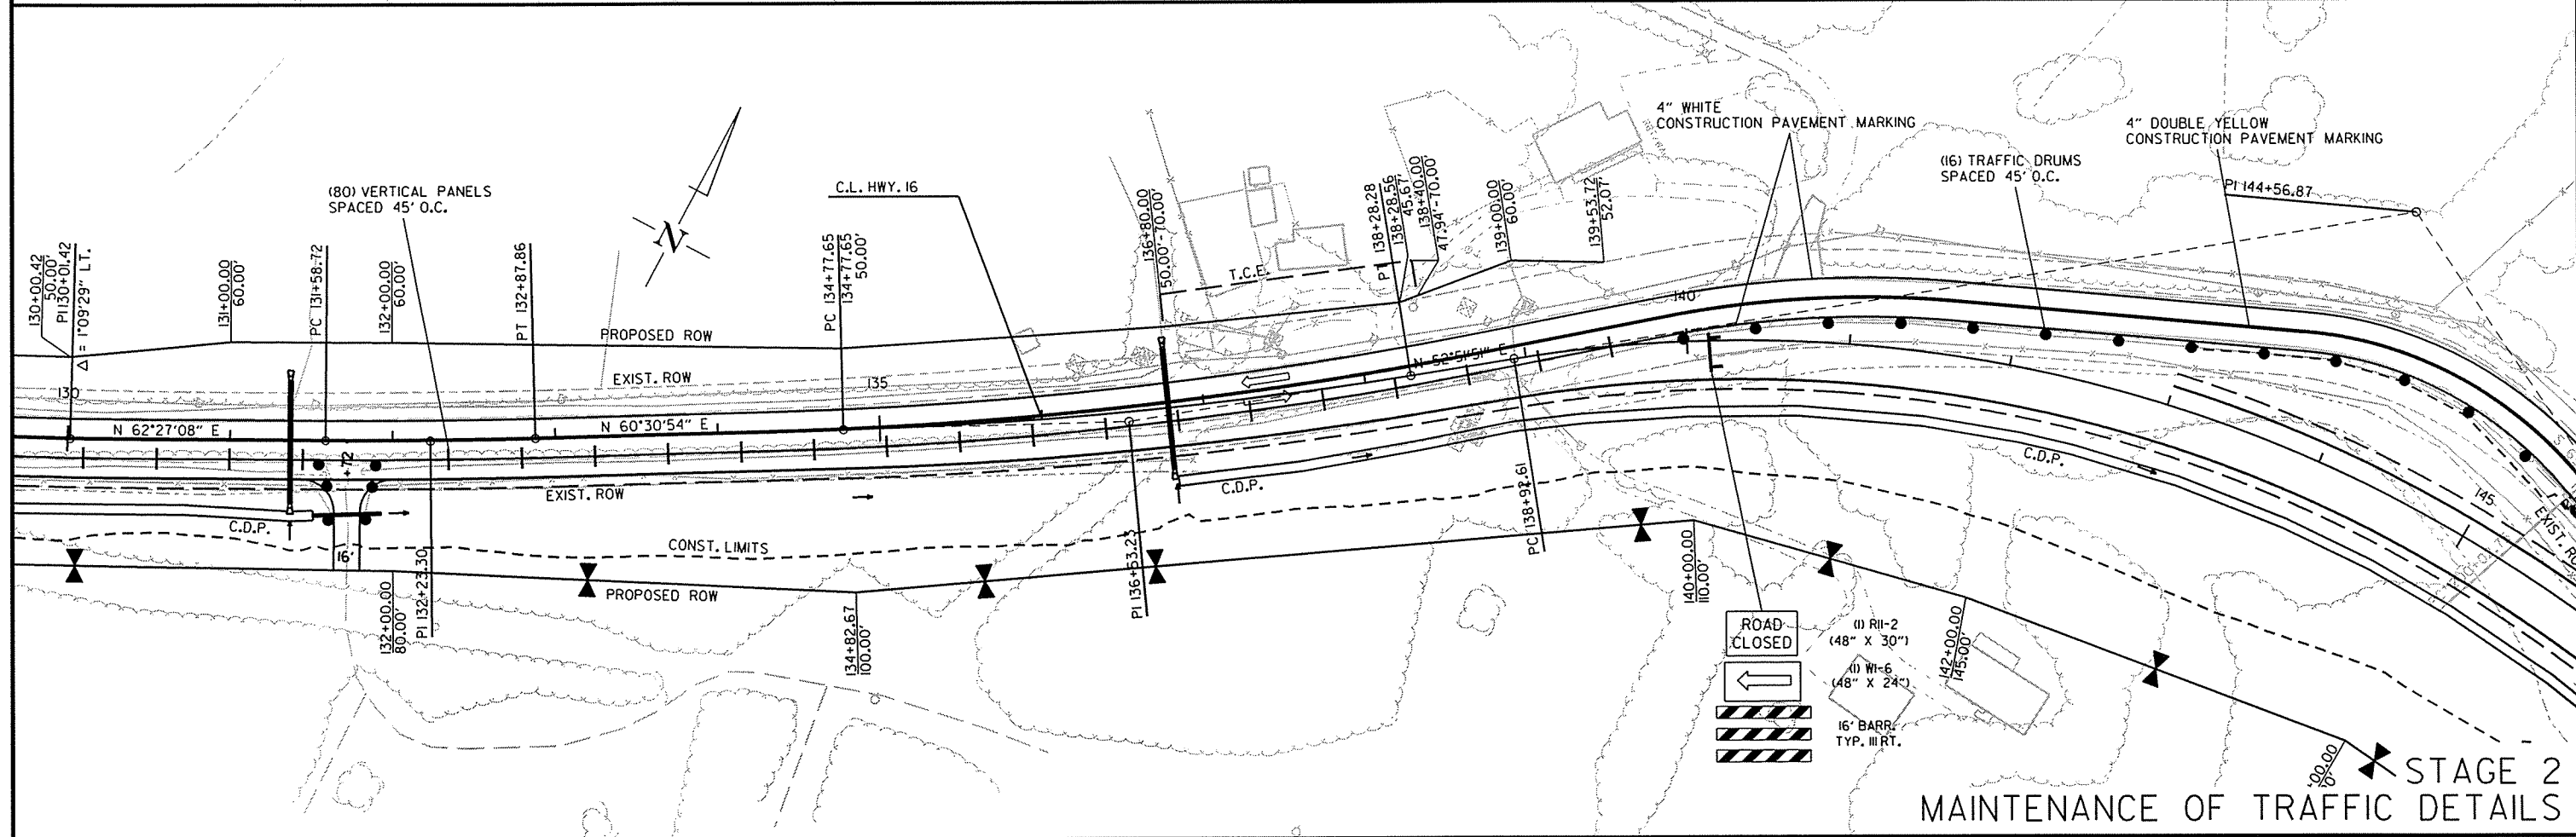 4" WHITE
CONSTRUCTION PAVEMENT MARKING
4" DOUBLE YELLOW
CONSTRUCTION PAVEMENT MARKING
(16) TRAFFIC DRUMS
SPACED 45' O.C.
(80) VERTICAL PANELS
SPACED 45' O.C.
C.L. HWY. 16
PI 144+56.87
130+00.42
50.00'
PI 130+01.42
Δ = 1°09'29" LT.
131+00.00
60.00'
PC 131+58.72
132+00.00
60.00'
PT 132+87.86
PC 134+77.65
134+77.65
50.00'
136+80.00
50.00'-70.00'
T.C.E.
PT 138+28.28
138+28.56
45.67'
138+40.00
47.94'-70.00'
139+00.00
60.00'
139+53.72
52.07'
N
PROPOSED ROW
EXIST. ROW
130
135
140
145
N 62°27'08" E
N 60°30'54" E
N 52°51'51" E
+72
EXIST. ROW
C.D.P.
C.D.P.
C.D.P.
EXIST. RO
16'
CONST. LIMITS
PROPOSED ROW
132+00.00
80.00'
PI 132+23.30
134+82.67
100.00'
PI 136+53.23
PC 138+92.61
140+00.00
110.00'
142+00.00
145.00'
ROAD
CLOSED
(1) R11-2
(48" X 30")
(1) W1-6
(48" X 24")
16' BARR.
TYP. III RT.
STAGE 2
MAINTENANCE OF TRAFFIC DETAILS